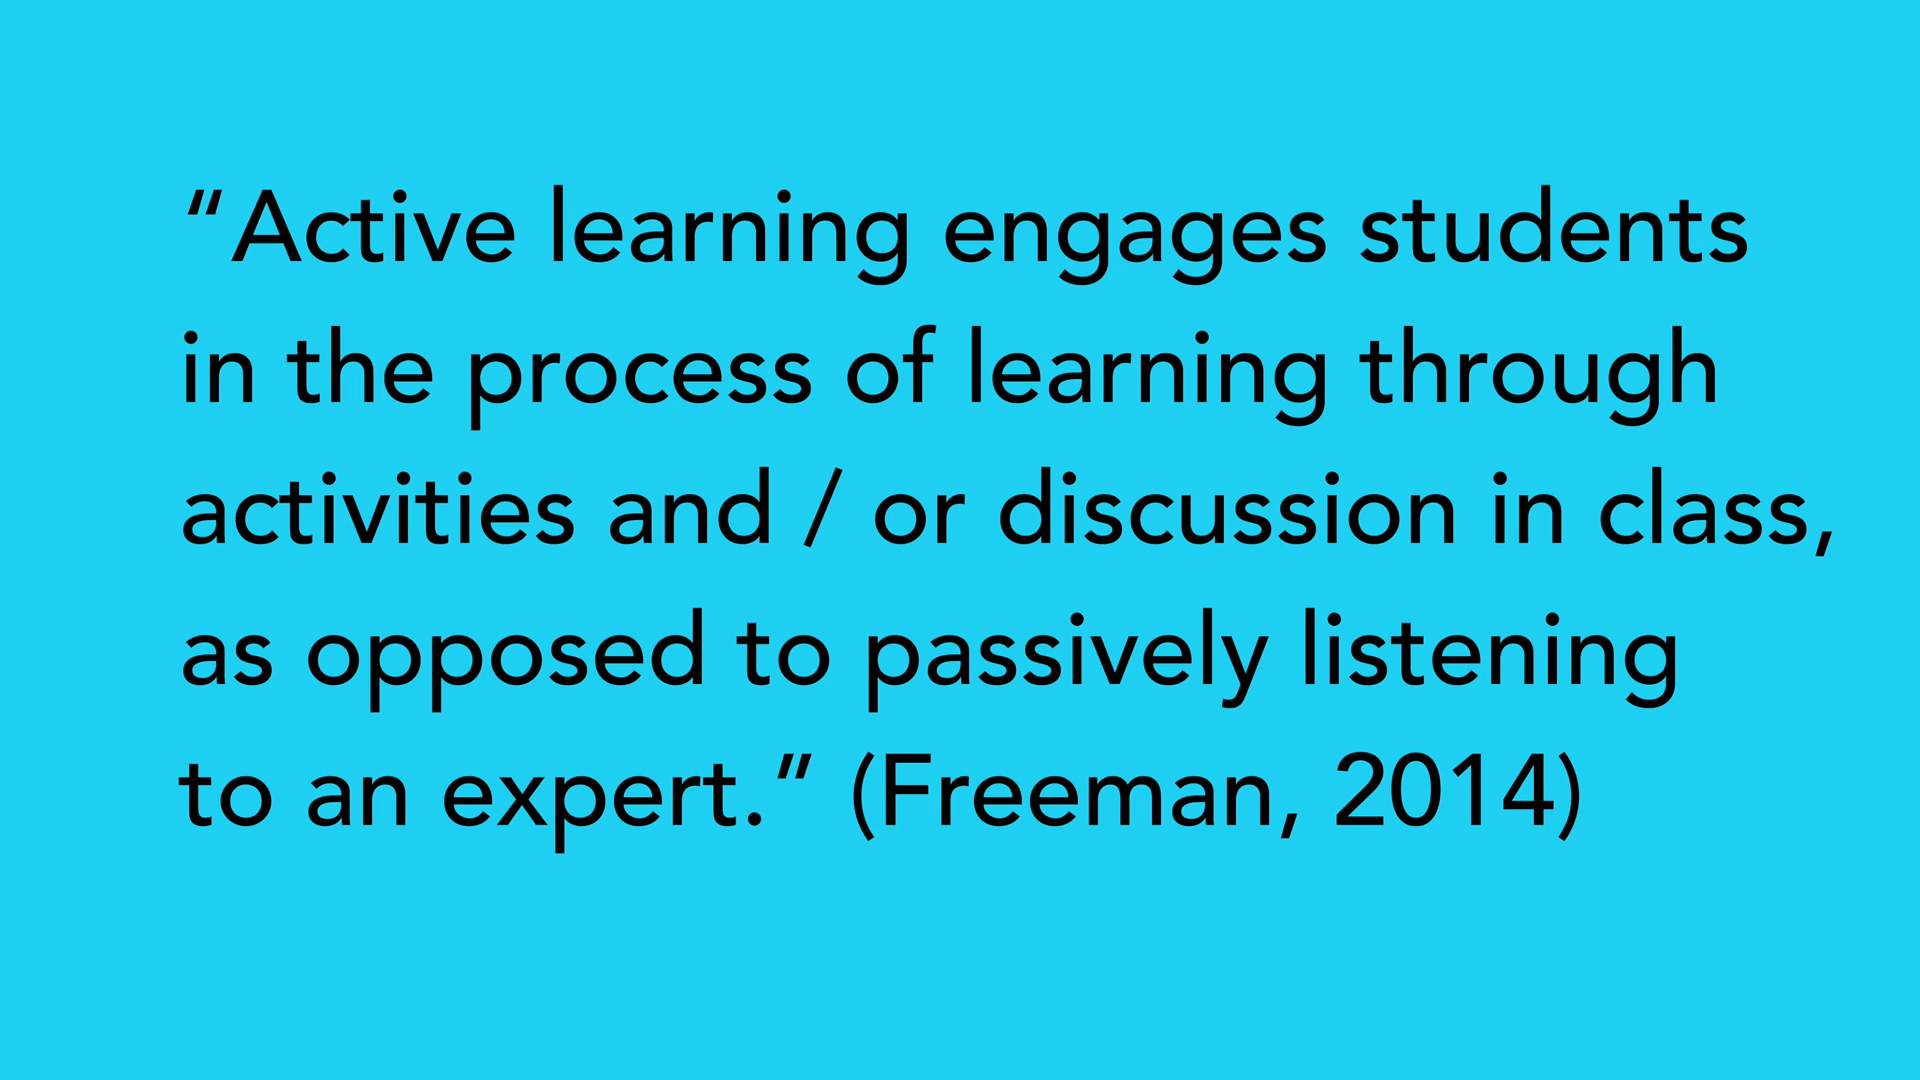 “Active learning engages students
in the process of learning through
activities and / or discussion in class,
as opposed to passively listening
to an expert.” (Freeman, 2014)